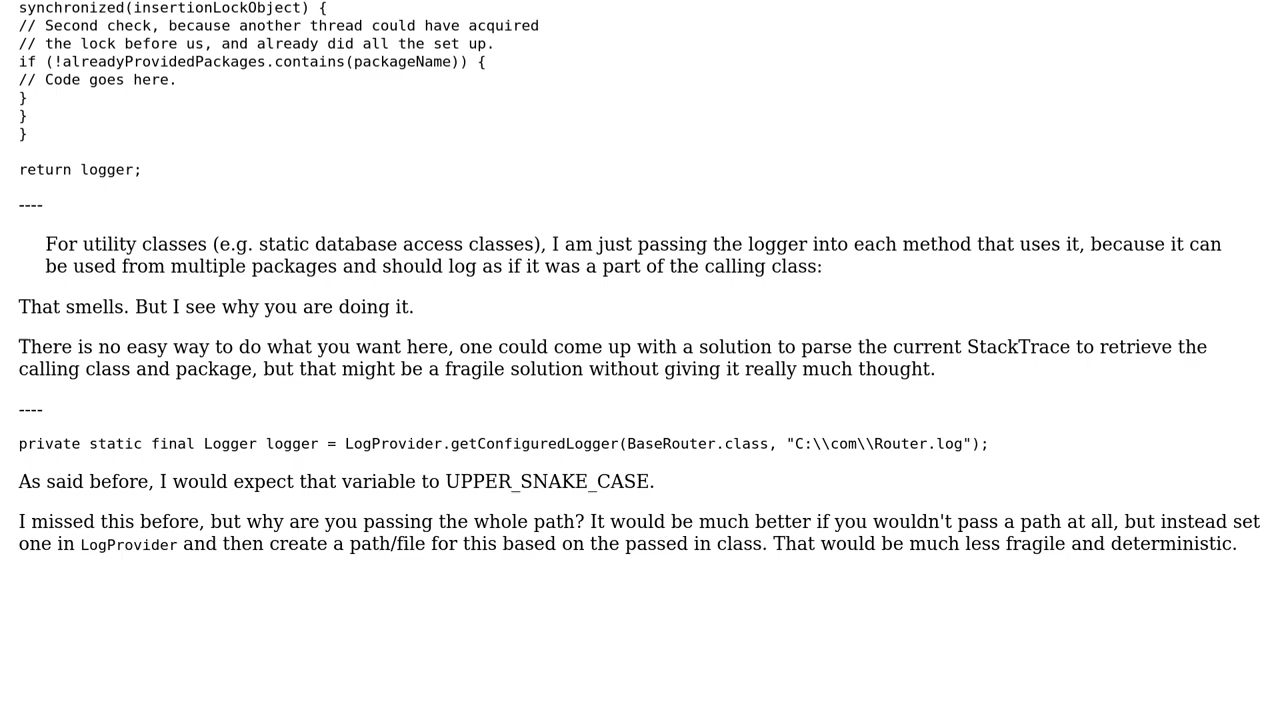 synchronized(insertionLockObject) {
// Second check, because another thread could have acquired
// the lock before us, and already did all the set up.
if (!alreadyProvidedPackages.contains(packageName)) {
// Code goes here.
}
}
}
return logger;
----
For utility classes (e.g. static database access classes), I am just passing the logger into each method that uses it, because it can
be used from multiple packages and should log as if it was a part of the calling class:
That smells. But I see why you are doing it.
There is no easy way to do what you want here, one could come up with a solution to parse the current StackTrace to retrieve the
calling class and package, but that might be a fragile solution without giving it really much thought.
----
private static final Logger logger = LogProvider.getConfiguredLogger(BaseRouter.class, "C:\\com\\Router.log");
As said before, I would expect that variable to UPPER_SNAKE_CASE.
I missed this before, but why are you passing the whole path? It would be much better if you wouldn't pass a path at all, but instead set
one in LogProvider and then create a path/file for this based on the passed in class. That would be much less fragile and deterministic.